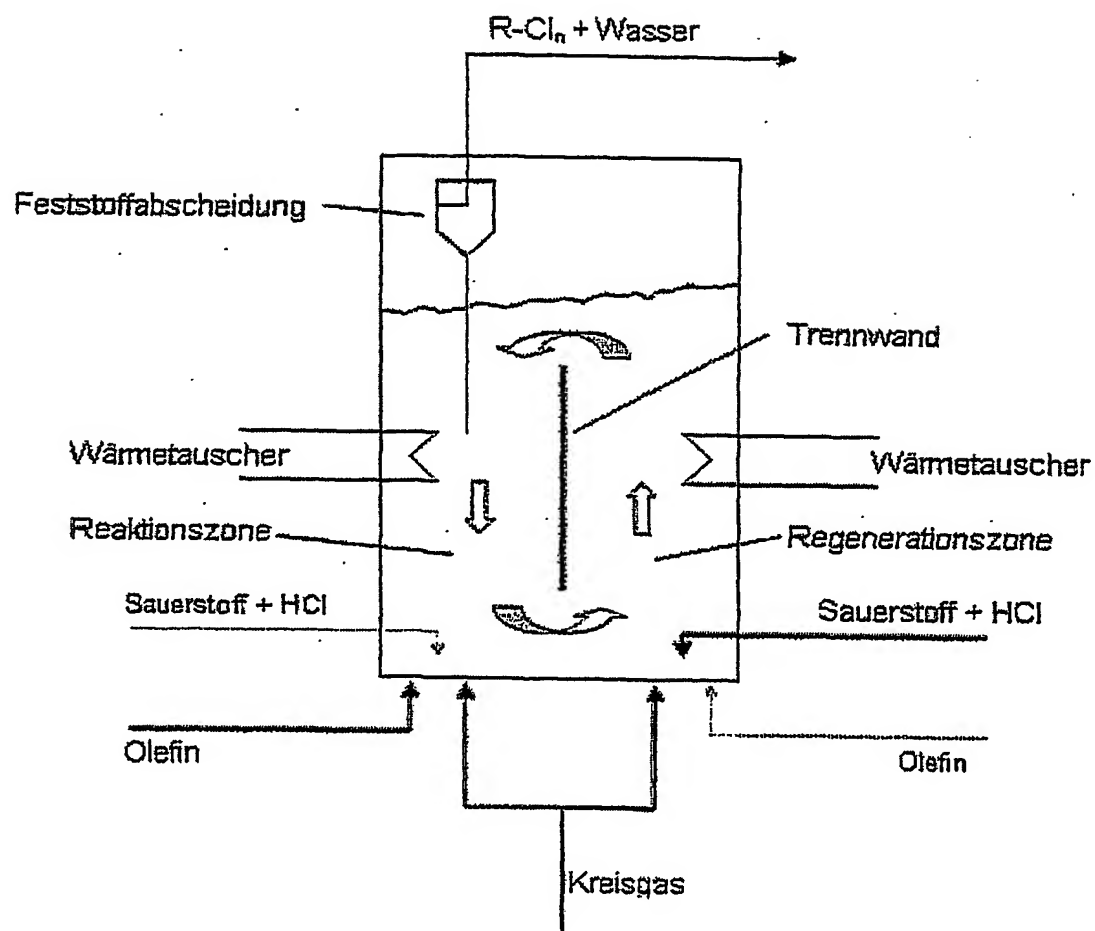 R-Clₙ + Wasser
Feststoffabscheidung
Trennwand
Wärmetauscher
Wärmetauscher
Reaktionszone
Regenerationszone
Sauerstoff + HCl
Sauerstoff + HCl
Olefin
Olefin
Kreisgas